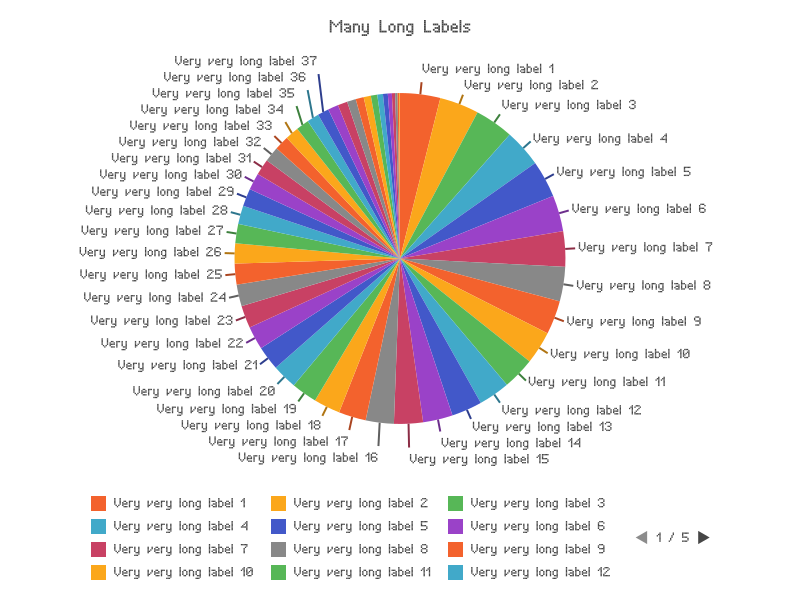 Many Long Labels
Very very long label 1
Very very long label 2
Very very long label 3
Very very long label 4
Very very long label 5
Very very long label 6
Very very long label 7
Very very long label 8
Very very long label 9
Very very long label 10
Very very long label 11
Very very long label 12
Very very long label 13
Very very long label 14
Very very long label 15
Very very long label 16
Very very long label 17
Very very long label 18
Very very long label 19
Very very long label 20
Very very long label 21
Very very long label 22
Very very long label 23
Very very long label 24
Very very long label 25
Very very long label 26
Very very long label 27
Very very long label 28
Very very long label 29
Very very long label 30
Very very long label 31
Very very long label 32
Very very long label 33
Very very long label 34
Very very long label 35
Very very long label 36
Very very long label 37
Very very long label 1
Very very long label 2
Very very long label 3
Very very long label 4
Very very long label 5
Very very long label 6
Very very long label 7
Very very long label 8
Very very long label 9
Very very long label 10
Very very long label 11
Very very long label 12
1 / 5